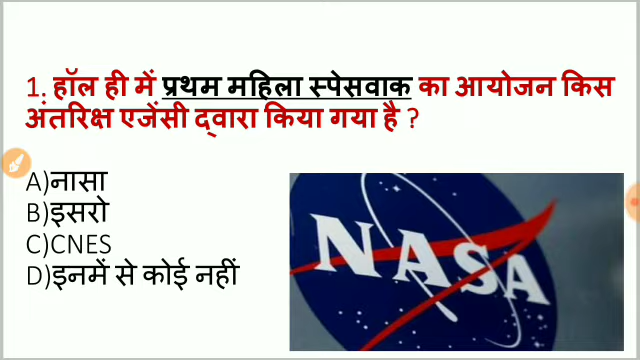 1. हॉल ही में प्रथम महिला स्पेसवाक का आयोजन किस
अंतरिक्ष एजेंसी द्वारा किया गया है ?
A)नासा
B)इसरो
C)CNES
D)इनमें से कोई नहीं
NASA